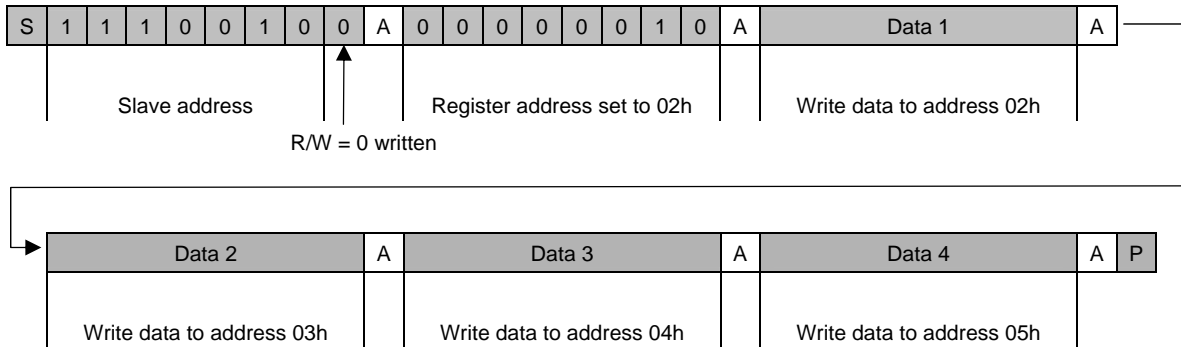 S 1 1 1 0 0 1 0 0 A 0 0 0 0 0 0 1 0 A Data 1 A
Slave address Register address set to 02h Write data to address 02h
R/W = 0 written
Data 2 A Data 3 A Data 4 A P
Write data to address 03h Write data to address 04h Write data to address 05h